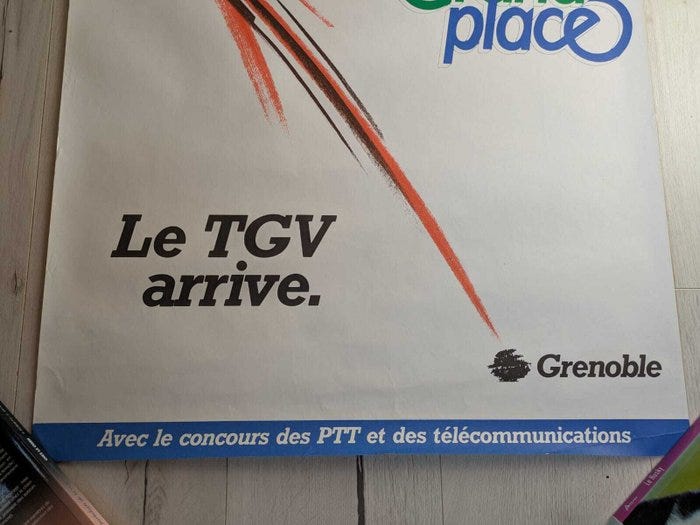 place
Le TGV
arrive.
Grenoble
Avec le concours des PTT et des télécommunications